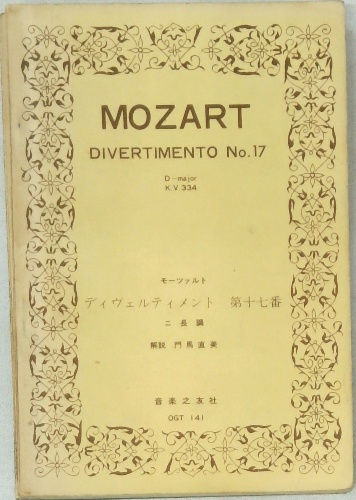 MOZART
DIVERTIMENTO No.17
D-major
K.V.334
モーツァルト
ディヴェルティメント 第十七番
ニ長調
解説 門馬直美
音楽之友社
OGT 141